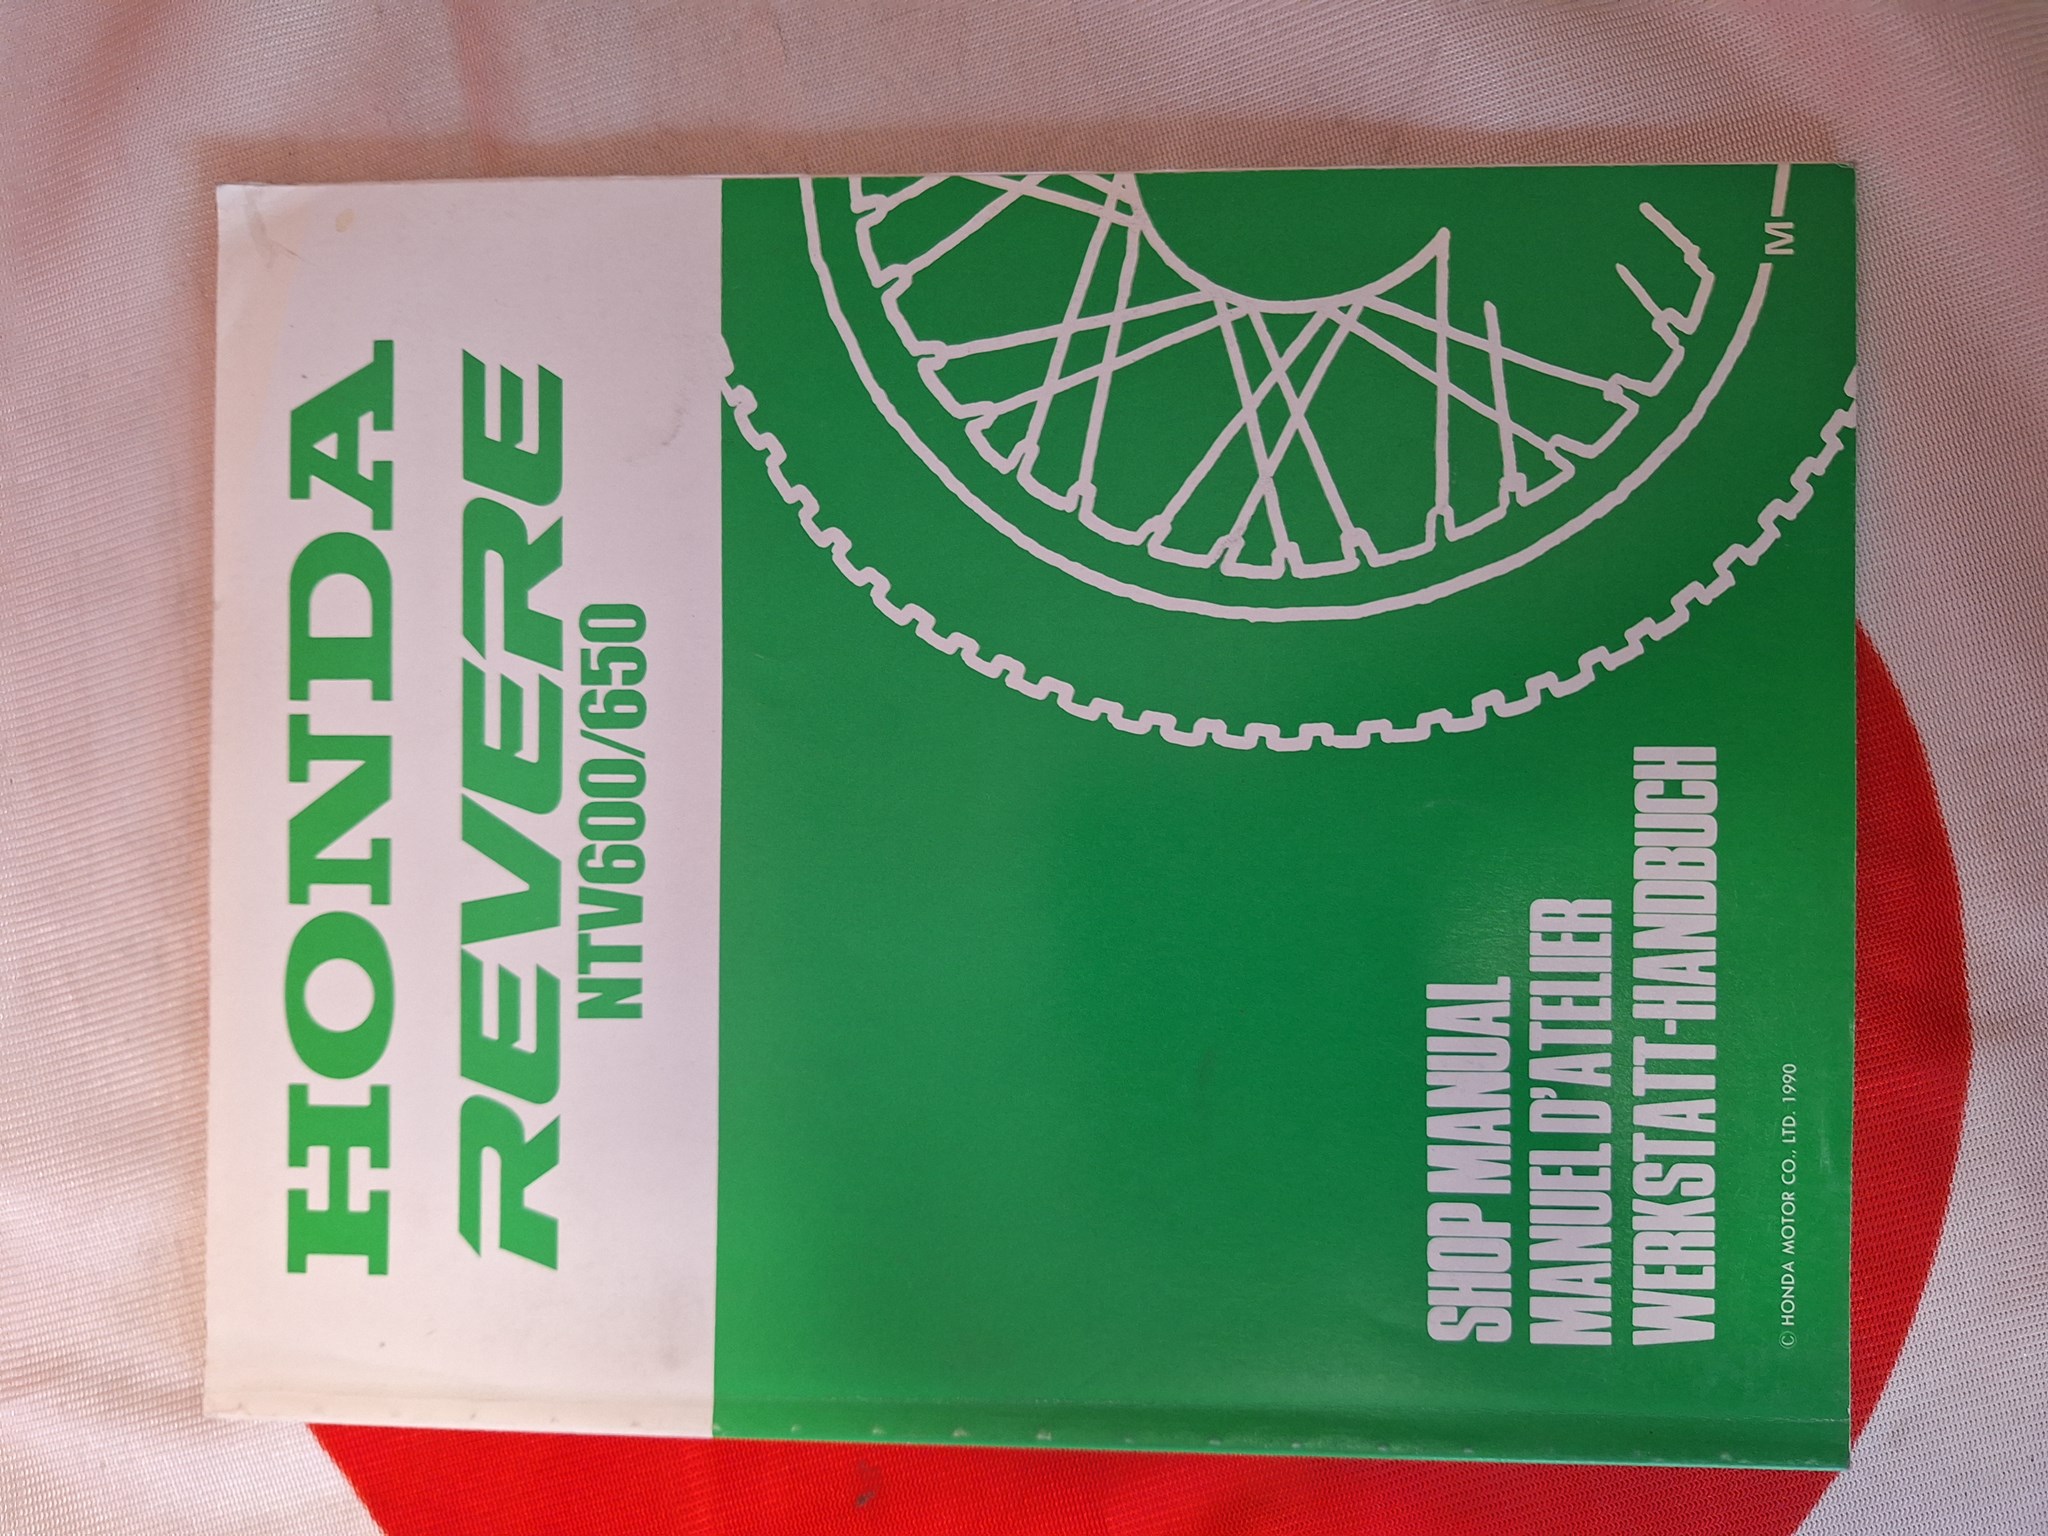 HONDA
REVERE
NTV600/650
SHOP MANUAL
MANUEL D'ATELIER
WERKSTATT-HANDBUCH
© HONDA MOTOR CO., LTD. 1990
M